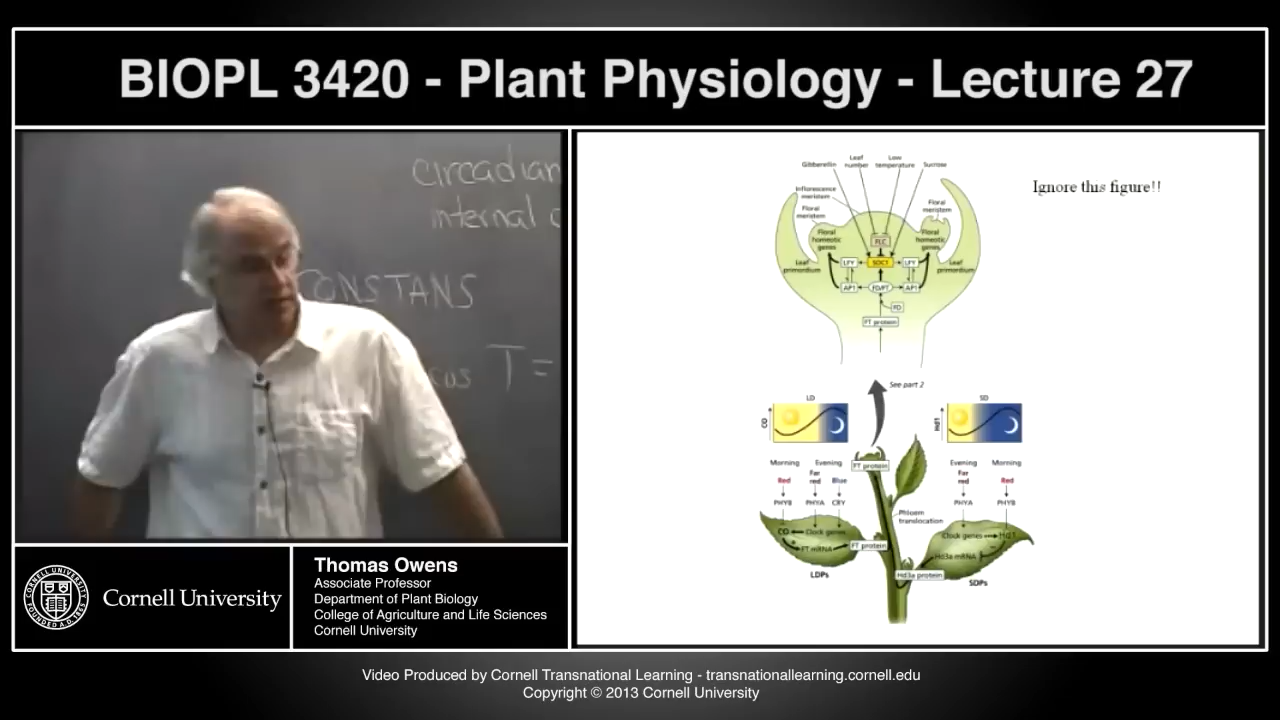 BIOPL 3420 - Plant Physiology - Lecture 27
circadian
internal c
CONSTANS
cus T =
Ignore this figure!!
Gibberellin
Leaf number
Low temperature
Sucrose
Inflorescence meristem
Floral meristem
Floral homeotic genes
Leaf primordium
Floral meristem
Floral homeotic genes
Leaf primordium
FLC
LFY SOC1 LFY
AP1 FD/FT AP1
FD
FT protein
See part 2
LD
CO
SD
Hd1
Morning Evening
Red
Far red
Blue
PHYB PHYA CRY
CO Clock genes
FT mRNA
FT protein
LDPs
FT protein
Phloem translocation
Evening Morning
Far red
Red
PHYA PHYB
Clock genes Hd1
Hd3a mRNA
Hd3a protein
SDPs
Cornell University
CORNELL UNIVERSITY
FOUNDED A.D. 1865
Thomas Owens
Associate Professor
Department of Plant Biology
College of Agriculture and Life Sciences
Cornell University
Video Produced by Cornell Transnational Learning - transnationallearning.cornell.edu
Copyright © 2013 Cornell University